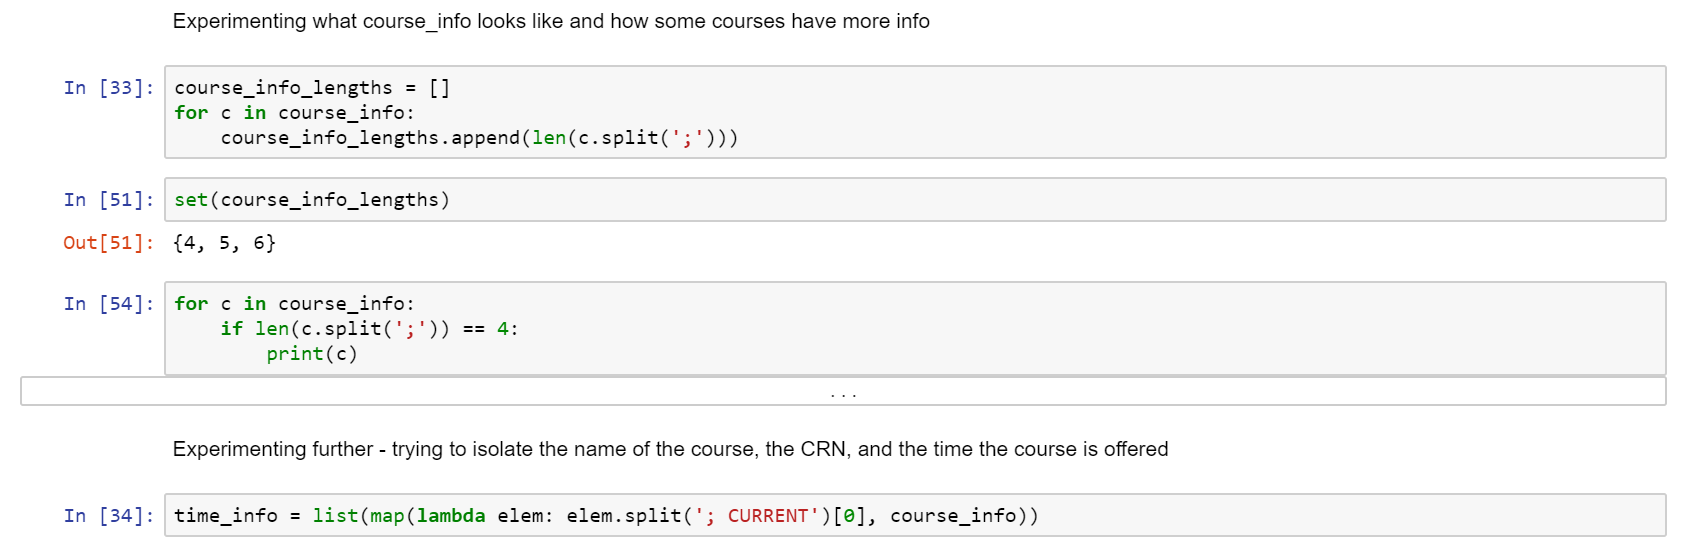 Experimenting what course_info looks like and how some courses have more info
In [33]: course_info_lengths = []
for c in course_info:
    course_info_lengths.append(len(c.split(';')))
In [51]: set(course_info_lengths)
Out[51]: {4, 5, 6}
In [54]: for c in course_info:
    if len(c.split(';')) == 4:
        print(c)
...
Experimenting further - trying to isolate the name of the course, the CRN, and the time the course is offered
In [34]: time_info = list(map(lambda elem: elem.split('; CURRENT')[0], course_info))